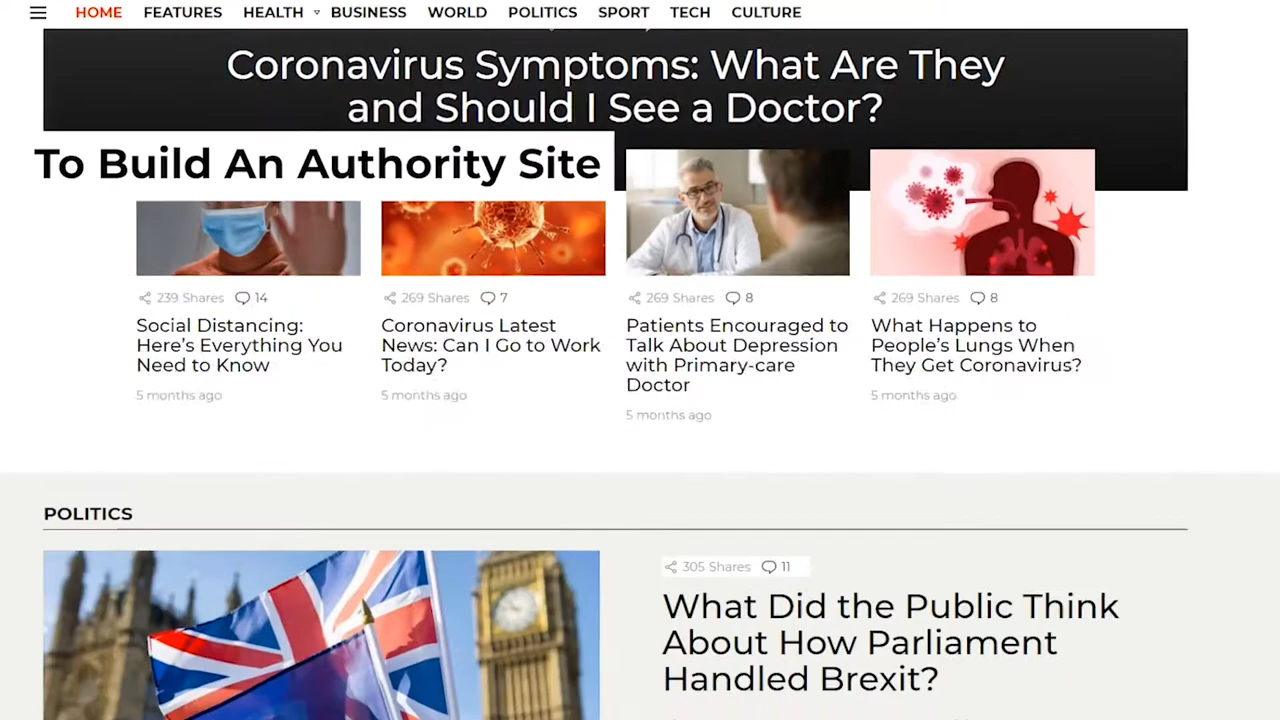 HOME FEATURES HEALTH BUSINESS WORLD POLITICS SPORT TECH CULTURE
Coronavirus Symptoms: What Are They
and Should I See a Doctor?
To Build An Authority Site
239 Shares 14
Social Distancing:
Here's Everything You
Need to Know
5 months ago
269 Shares 7
Coronavirus Latest
News: Can I Go to Work
Today?
5 months ago
269 Shares 8
Patients Encouraged to
Talk About Depression
with Primary-care
Doctor
5 months ago
269 Shares 8
What Happens to
People's Lungs When
They Get Coronavirus?
5 months ago
POLITICS
305 Shares 11
What Did the Public Think
About How Parliament
Handled Brexit?